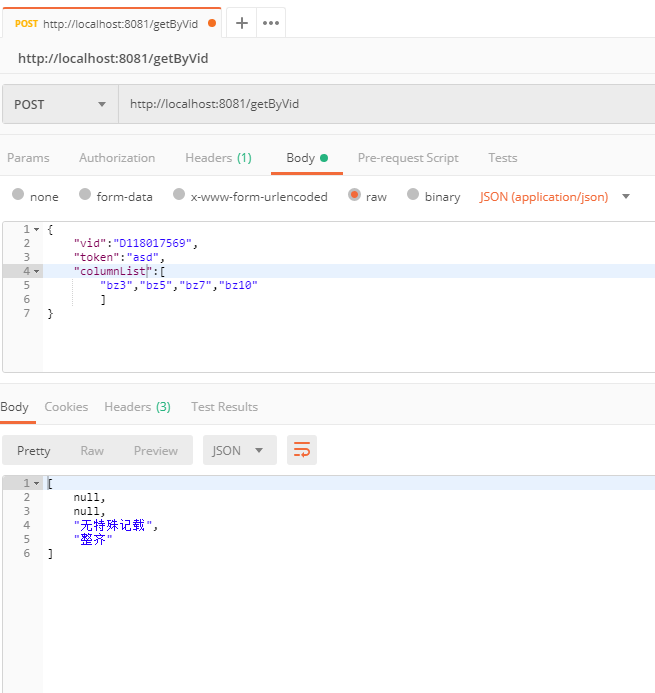 POST http://localhost:8081/getByVid
http://localhost:8081/getByVid
POST http://localhost:8081/getByVid
Params Authorization Headers (1) Body Pre-request Script Tests
none form-data x-www-form-urlencoded raw binary JSON (application/json)
1 {
2 "vid":"D118017569",
3 "token":"asd",
4 "columnList":[
5 "bz3","bz5","bz7","bz10"
6 ]
7 }
Body Cookies Headers (3) Test Results
Pretty Raw Preview JSON
1 [
2 null,
3 null,
4 "无特殊记载",
5 "整齐"
6 ]